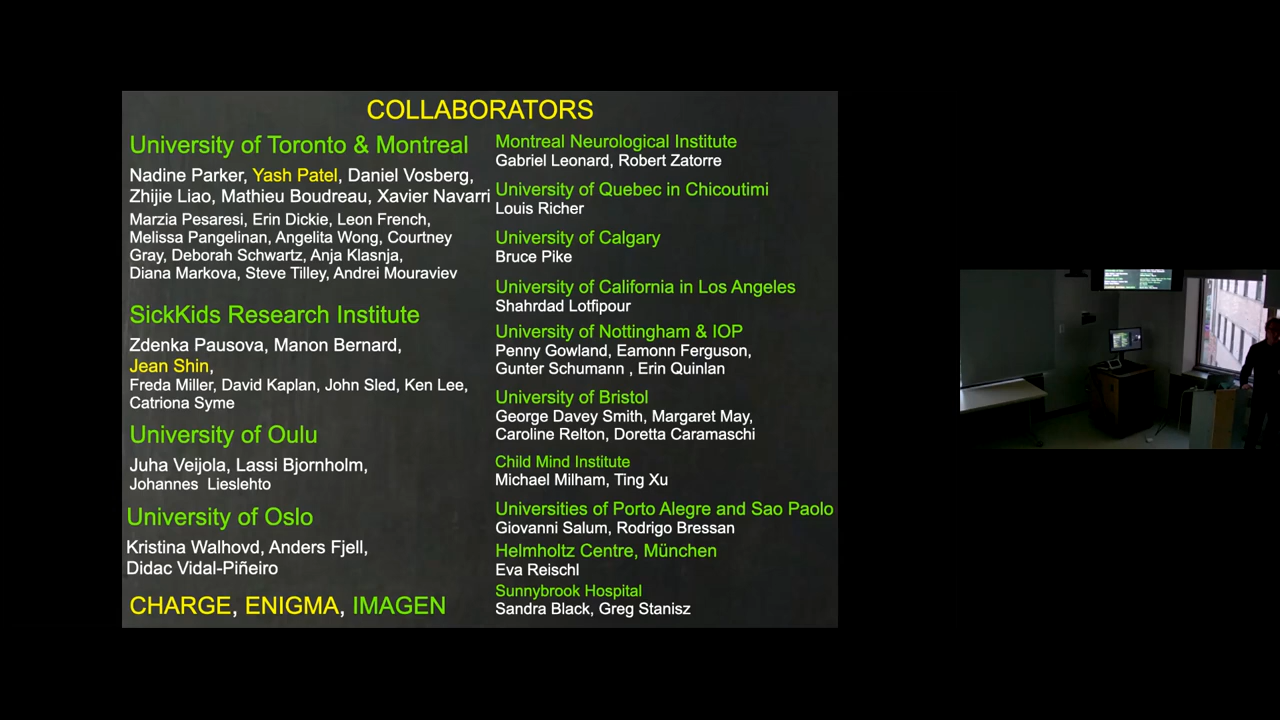 COLLABORATORS
University of Toronto & Montreal
Nadine Parker, Yash Patel, Daniel Vosberg,
Zhijie Liao, Mathieu Boudreau, Xavier Navarri
Marzia Pesaresi, Erin Dickie, Leon French,
Melissa Pangelinan, Angelita Wong, Courtney
Gray, Deborah Schwartz, Anja Klasnja,
Diana Markova, Steve Tilley, Andrei Mouraviev
SickKids Research Institute
Zdenka Pausova, Manon Bernard,
Jean Shin,
Freda Miller, David Kaplan, John Sled, Ken Lee,
Catriona Syme
University of Oulu
Juha Veijola, Lassi Bjornholm,
Johannes Lieslehto
University of Oslo
Kristina Walhovd, Anders Fjell,
Didac Vidal-Piñeiro
CHARGE, ENIGMA, IMAGEN
Montreal Neurological Institute
Gabriel Leonard, Robert Zatorre
University of Quebec in Chicoutimi
Louis Richer
University of Calgary
Bruce Pike
University of California in Los Angeles
Shahrdad Lotfipour
University of Nottingham & IOP
Penny Gowland, Eamonn Ferguson,
Gunter Schumann , Erin Quinlan
University of Bristol
George Davey Smith, Margaret May,
Caroline Relton, Doretta Caramaschi
Child Mind Institute
Michael Milham, Ting Xu
Universities of Porto Alegre and Sao Paolo
Giovanni Salum, Rodrigo Bressan
Helmholtz Centre, München
Eva Reischl
Sunnybrook Hospital
Sandra Black, Greg Stanisz